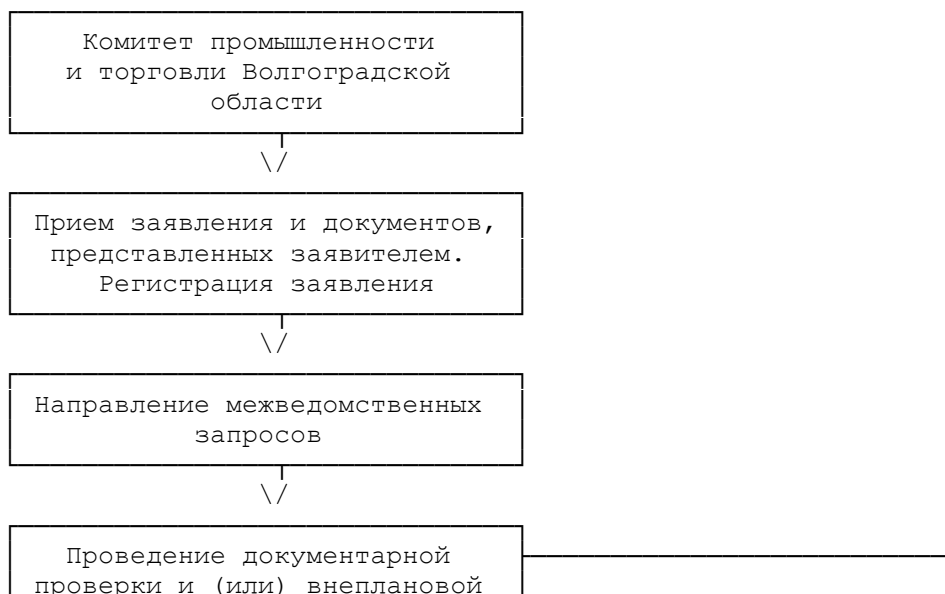 Комитет промышленности
и торговли Волгоградской
области
Прием заявления и документов,
представленных заявителем.
Регистрация заявления
Направление межведомственных
запросов
Проведение документарной
проверки и (или) внеплановой